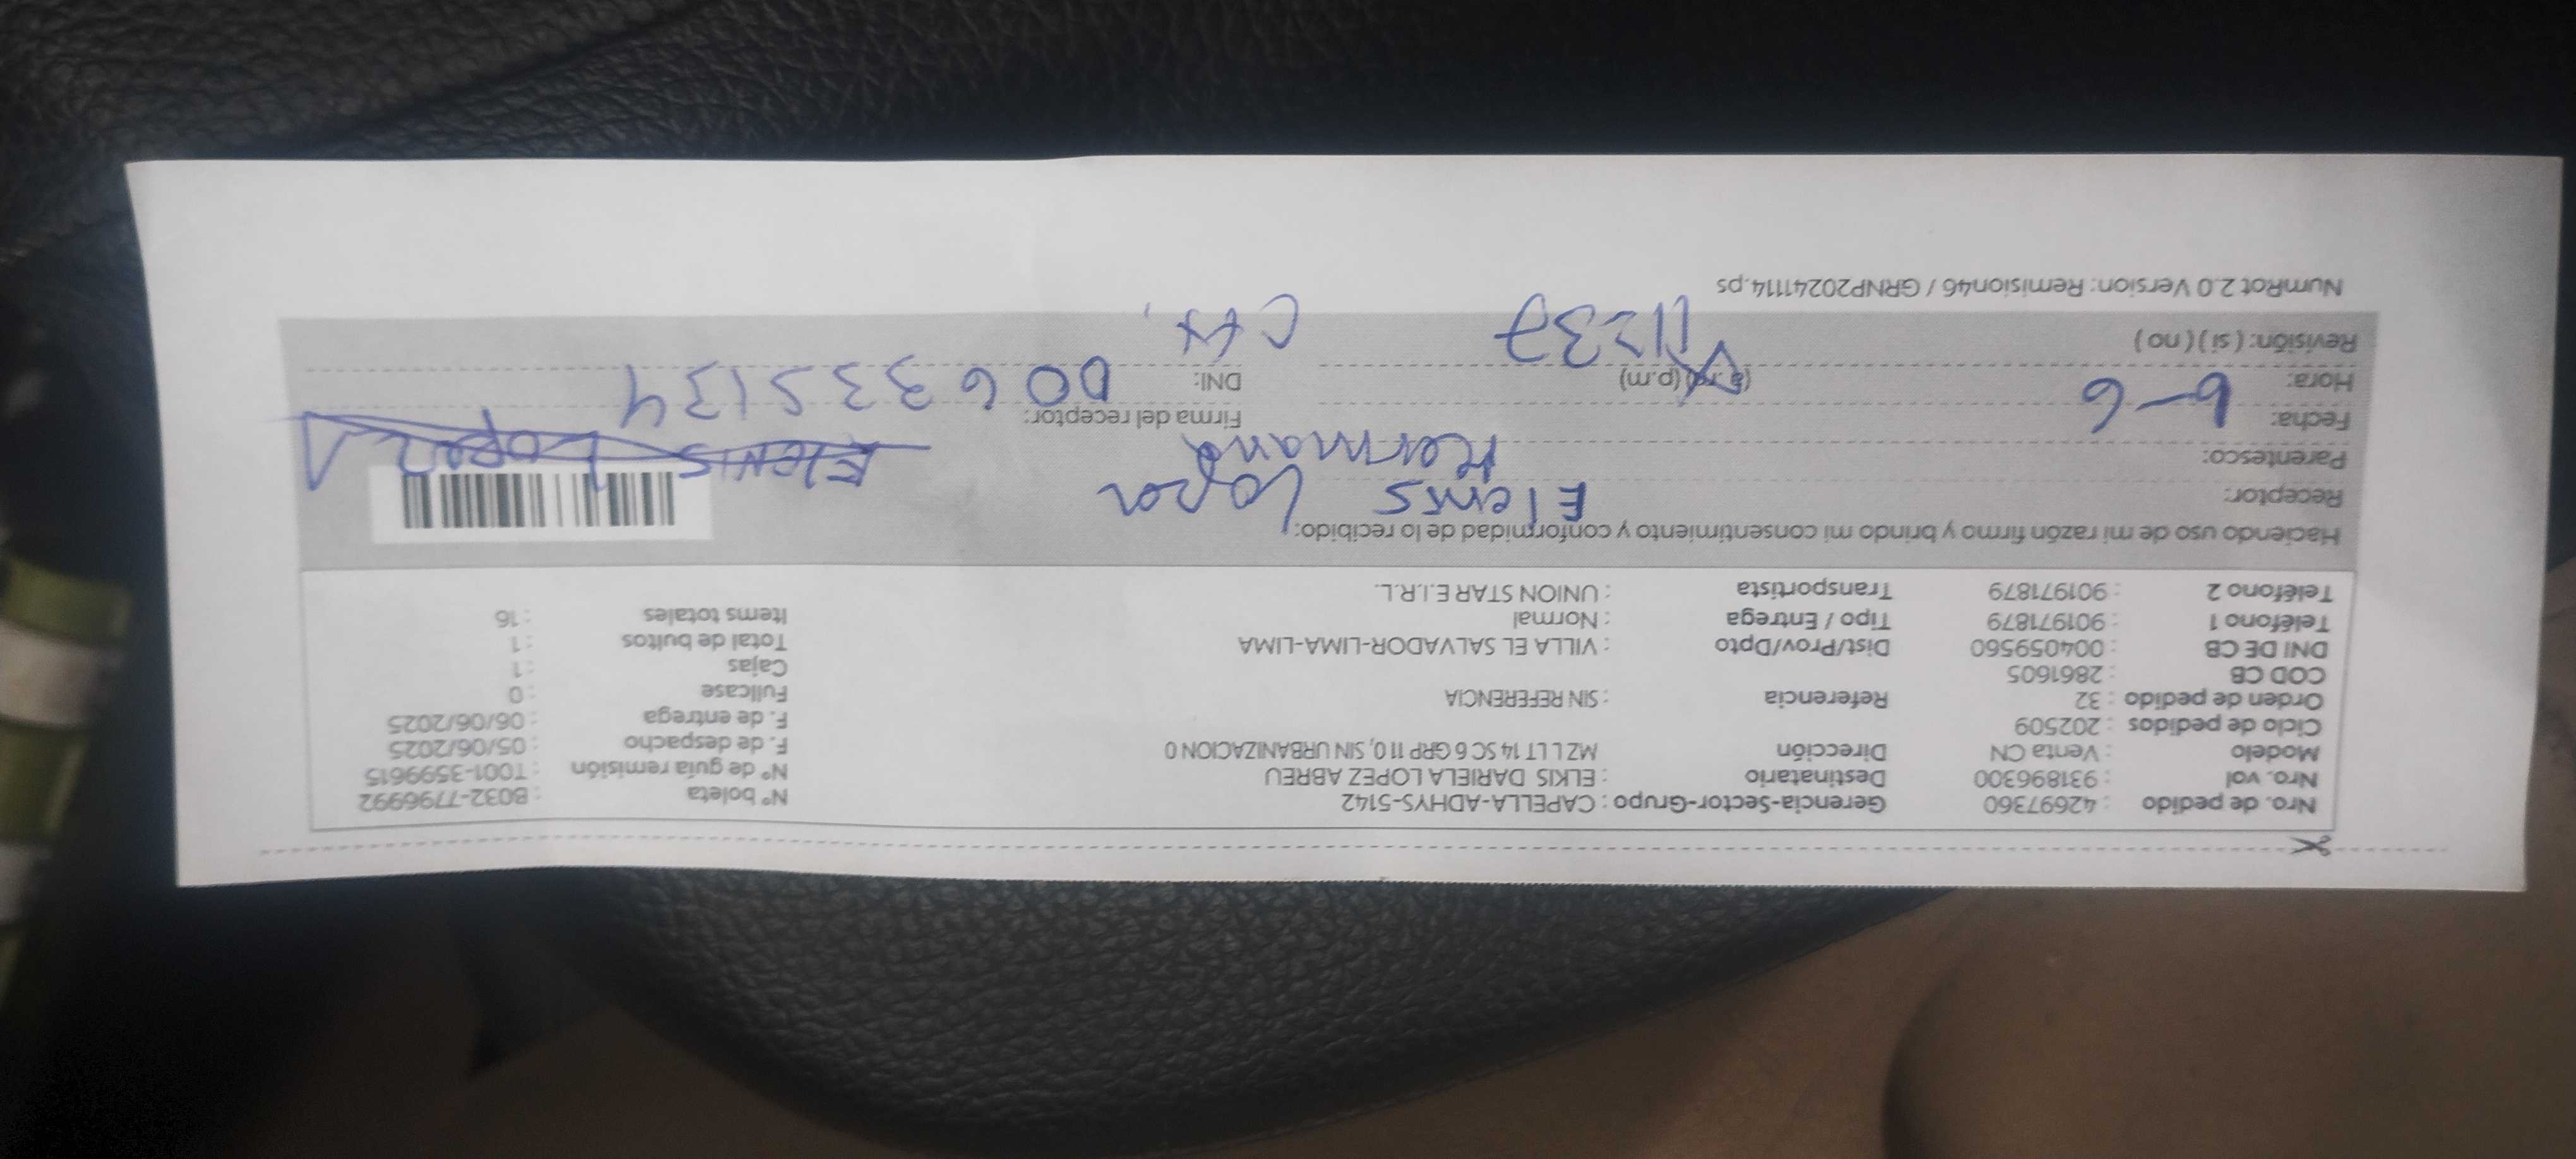 Nro. de pedido : 42697360 Gerencia-Sector-Grupo : CAPELLA-ADHYS-5142 N° boleta : B032-7796992
Nro. vol : 931896300 Destinatario : ELKIS DARIELA LOPEZ ABREU N° de guía remisión : T001-3599615
Modelo : Venta CN Dirección MZ L LT 14 SC 6 GRP 11 0, SIN URBANIZACION 0 F. de despacho : 05/06/2025
Ciclo de pedidos : 202509 F. de entrega : 06/06/2025
Orden de pedido : 32 Referencia : SIN REFERENCIA Fullcase : 0
COD CB : 2861605 Cajas : 1
DNI DE CB : 004059560 Dist/Prov/Dpto : VILLA EL SALVADOR-LIMA-LIMA Total de bultos : 1
Teléfono 1 : 901971879 Tipo / Entrega : Normal Items totales : 16
Teléfono 2 : 901971879 Transportista : UNION STAR E.I.R.L.
Haciendo uso de mi razón firmo y brindo mi consentimiento y conformidad de lo recibido:
Receptor: Elenis Lopez
Parentesco: Hermana
Fecha: 6-6 Firma del receptor: Elenis Lopez
Hora: (a.m) (p.m) DNI: 006335134
Revisión: ( si ) ( no ) 11237
NumRot 2.0 Version: Remision46 / GRNP20241114.ps